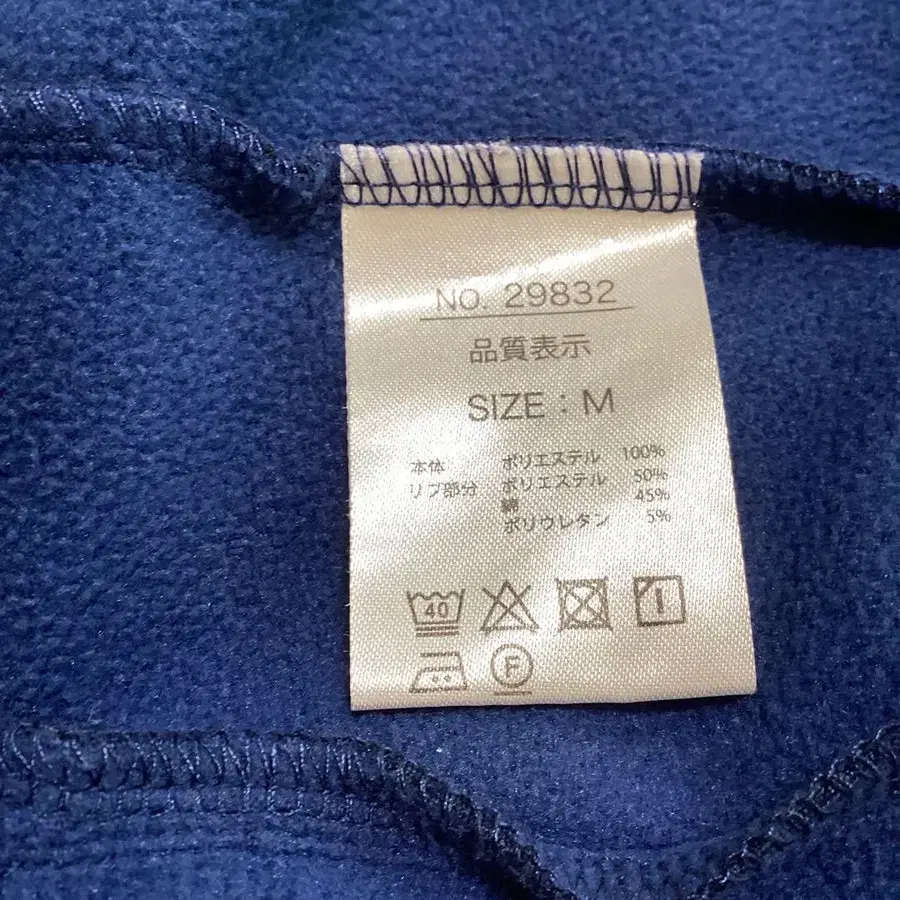 NO. 29832
品質表示
SIZE : M
本体 ポリエステル 100%
リブ部分 ポリエステル 50%
綿 45%
ポリウレタン 5%
40
F